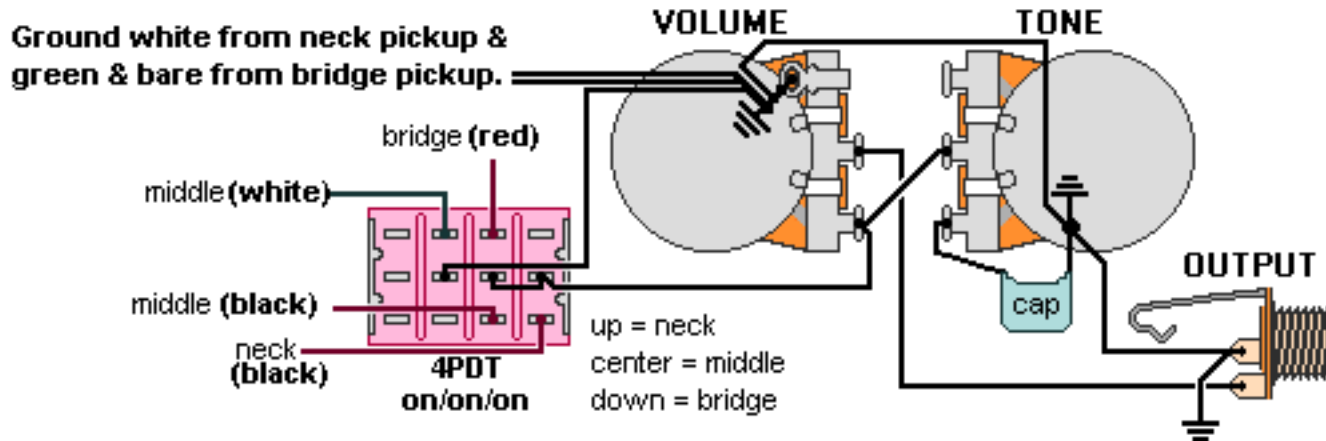 VOLUME
TONE
Ground white from neck pickup &
green & bare from bridge pickup.
bridge (red)
middle (white)
middle (black)
neck
(black)
4PDT
on/on/on
up = neck
center = middle
down = bridge
cap
OUTPUT